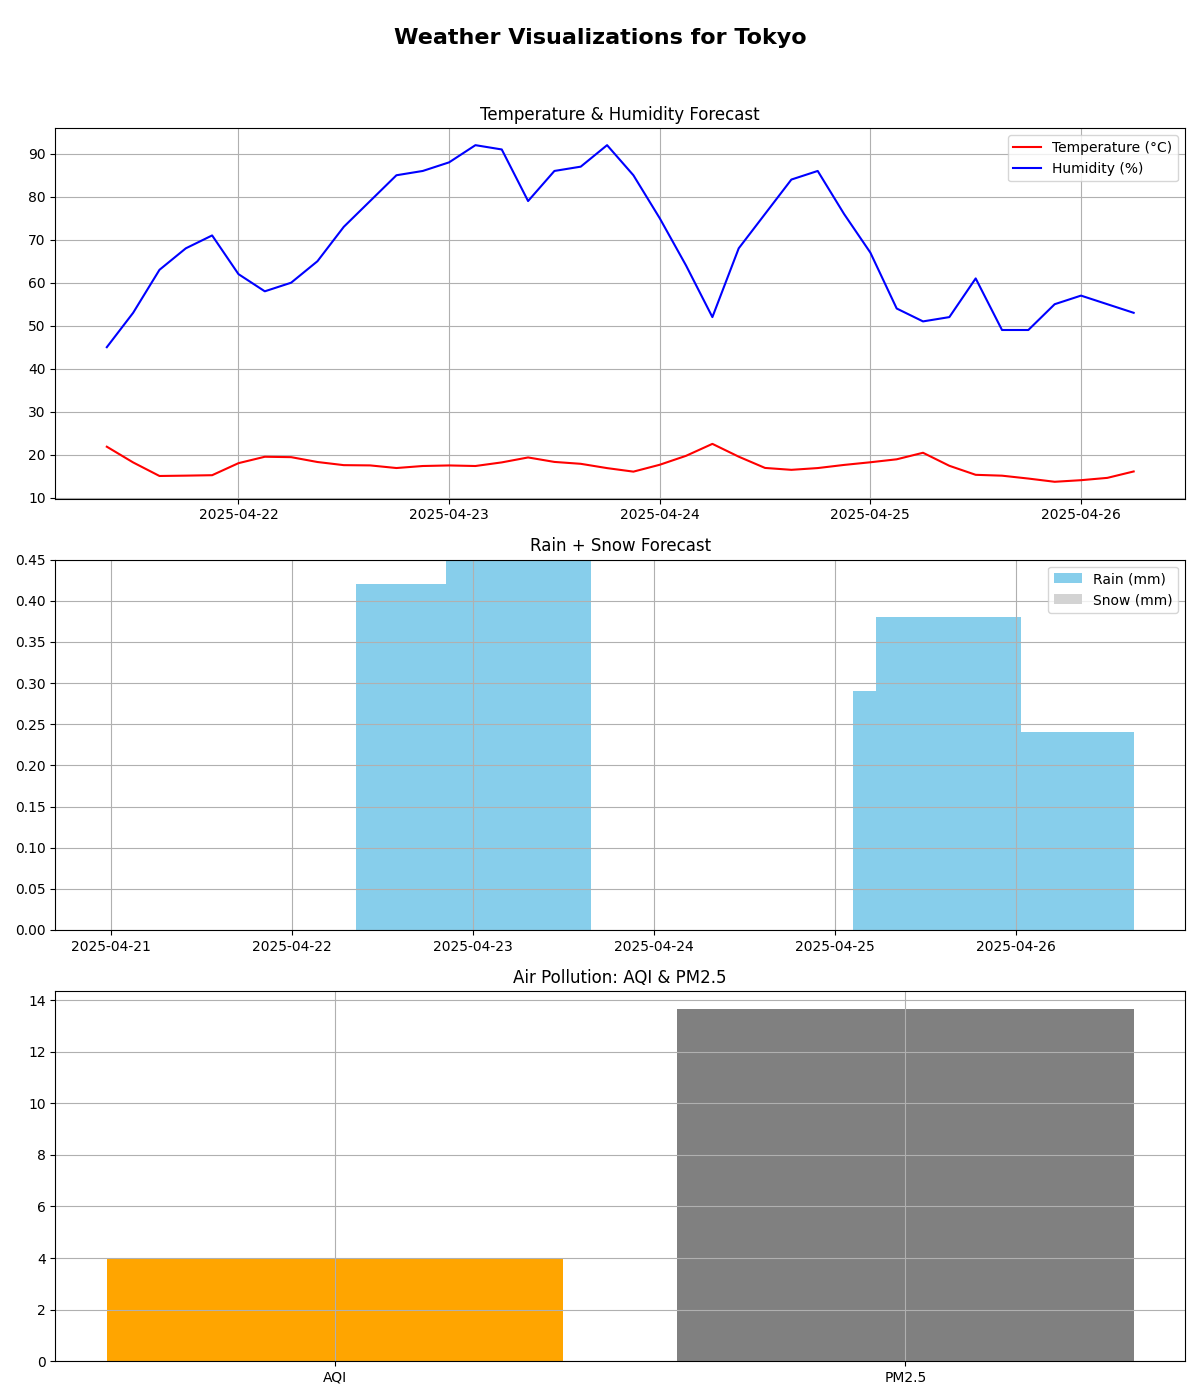 Weather Visualizations for Tokyo
Temperature & Humidity Forecast
Temperature (°C)
Humidity (%)
90
80
70
60
50
40
30
20
10
2025-04-22 2025-04-23 2025-04-24 2025-04-25 2025-04-26
Rain + Snow Forecast
Rain (mm)
Snow (mm)
0.45
0.40
0.35
0.30
0.25
0.20
0.15
0.10
0.05
0.00
2025-04-21 2025-04-22 2025-04-23 2025-04-24 2025-04-25 2025-04-26
Air Pollution: AQI & PM2.5
14
12
10
8
6
4
2
0
AQI PM2.5